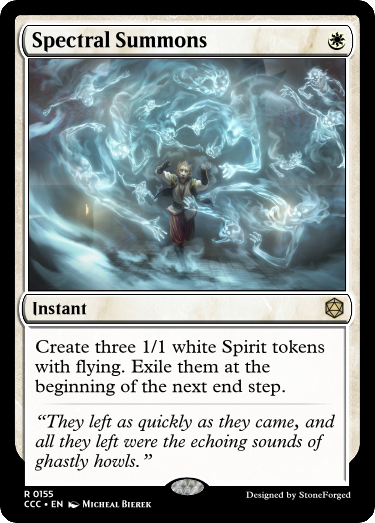 Spectral Summons
Instant
Create three 1/1 white Spirit tokens
with flying. Exile them at the
beginning of the next end step.
“They left as quickly as they came, and
all they left were the echoing sounds of
ghastly howls.”
R 0155
CCC • EN Micheal Bierek
Designed by StoneForged